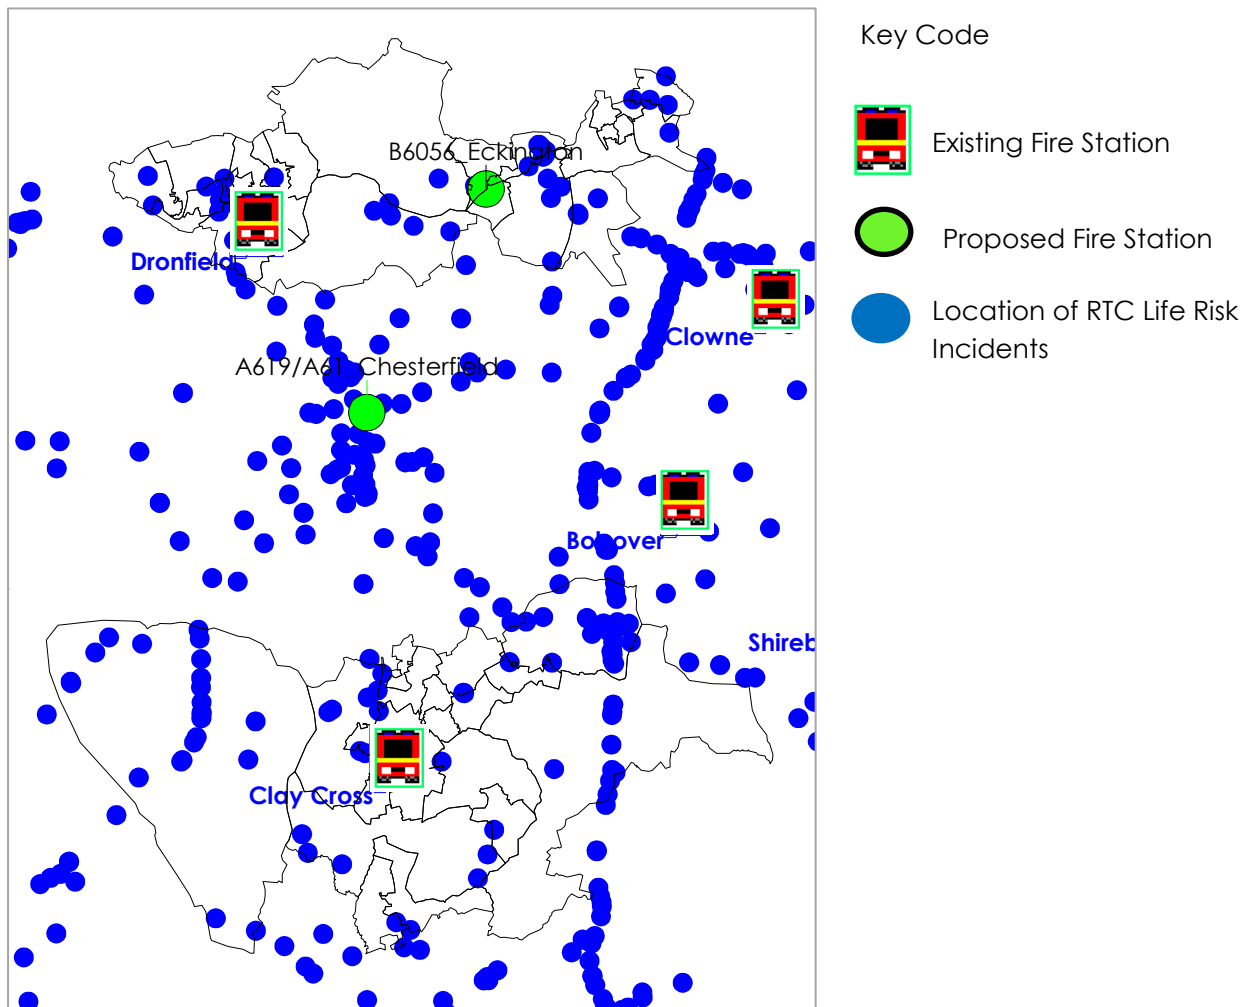 Key Code
Existing Fire Station
B6056_Eckington
Proposed Fire Station
Dronfield
Location of RTC Life Risk
Incidents
Clowne
A619/A61_Chesterfield
Bolsover
Shireb
Clay Cross